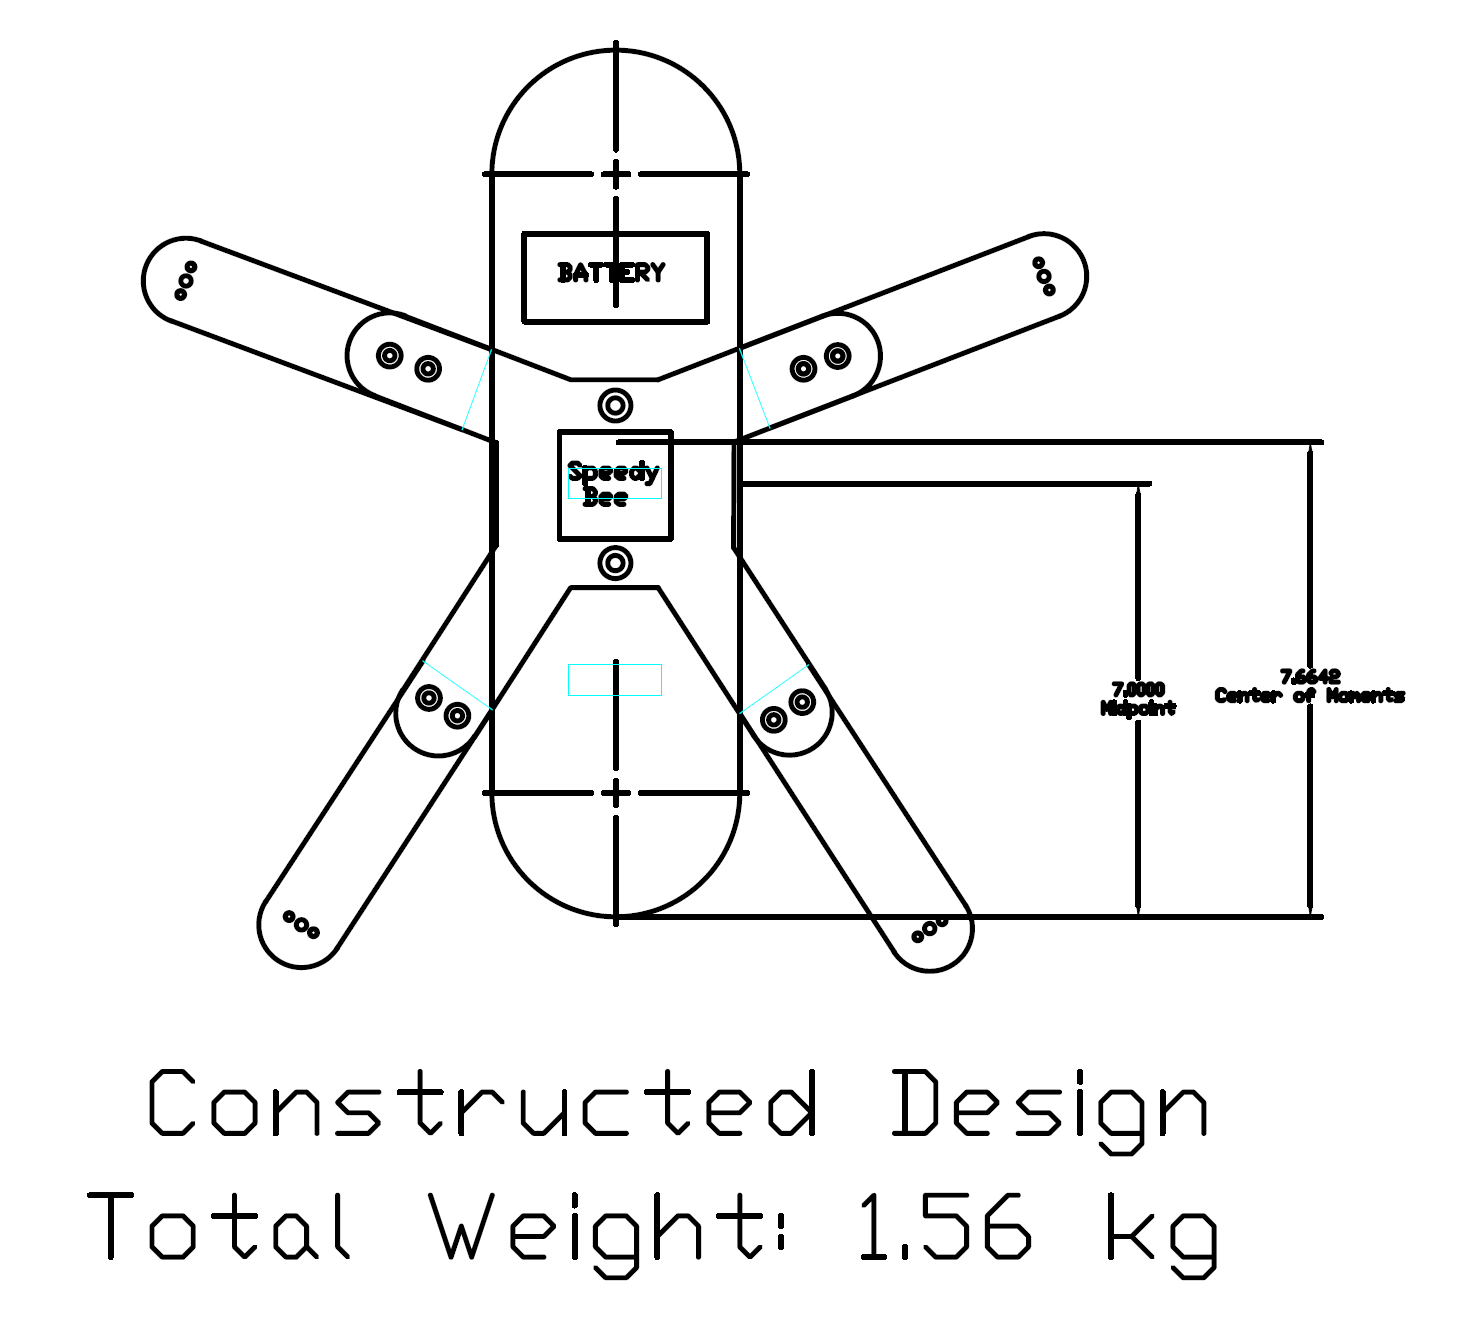 BATTERY
Speedy
Bee
7.6642
Center of Moments
7.0000
Midpoint
Constructed Design
Total Weight: 1.56 kg